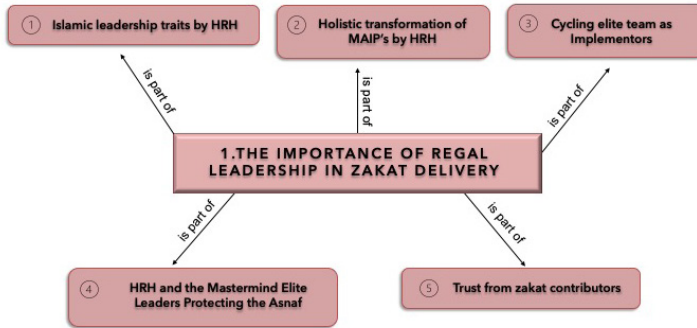 1 Islamic leadership traits by HRH
2 Holistic transformation of
MAIP's by HRH
3 Cycling elite team as
Implementors
is part of
is part of
is part of
1.THE IMPORTANCE OF REGAL
LEADERSHIP IN ZAKAT DELIVERY
is part of
is part of
4 HRH and the Mastermind Elite
Leaders Protecting the Asnaf
5 Trust from zakat contributors